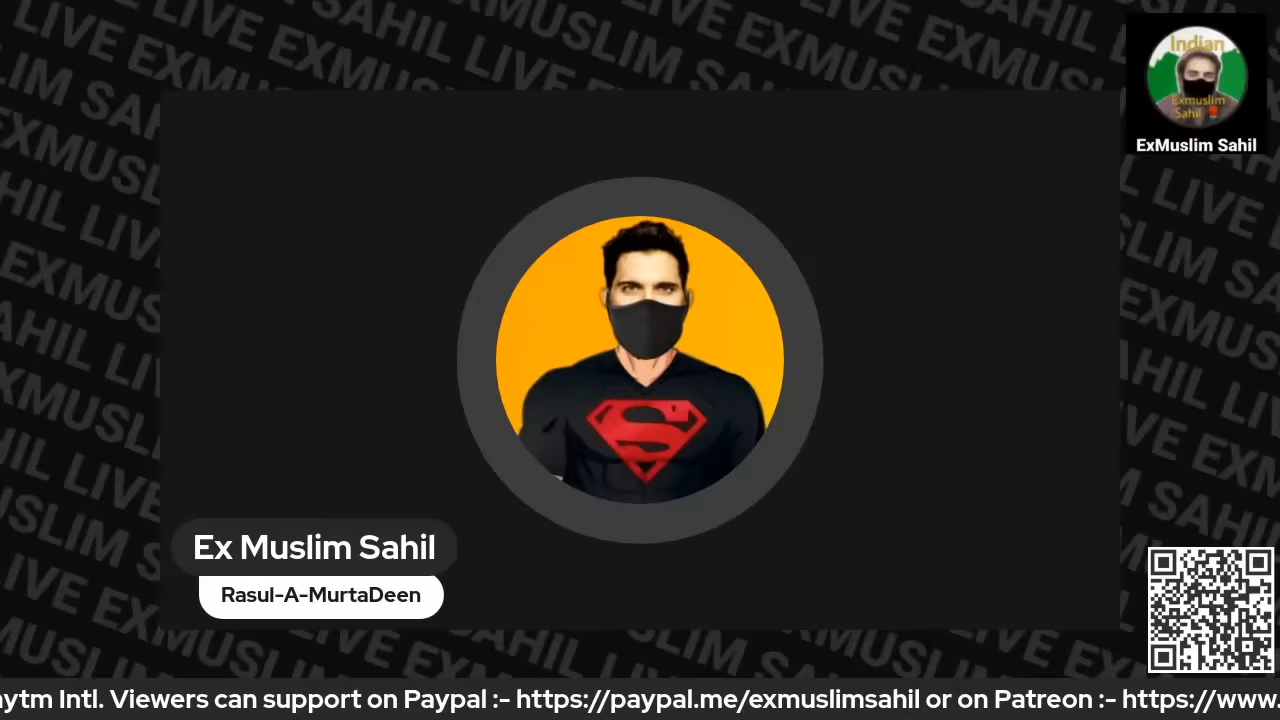 Indian
Exmuslim
Sahil
ExMuslim Sahil
Ex Muslim Sahil
Rasul-A-MurtaDeen
aytm Intl. Viewers can support on Paypal :- https://paypal.me/exmuslimsahil or on Patreon :- https://www.